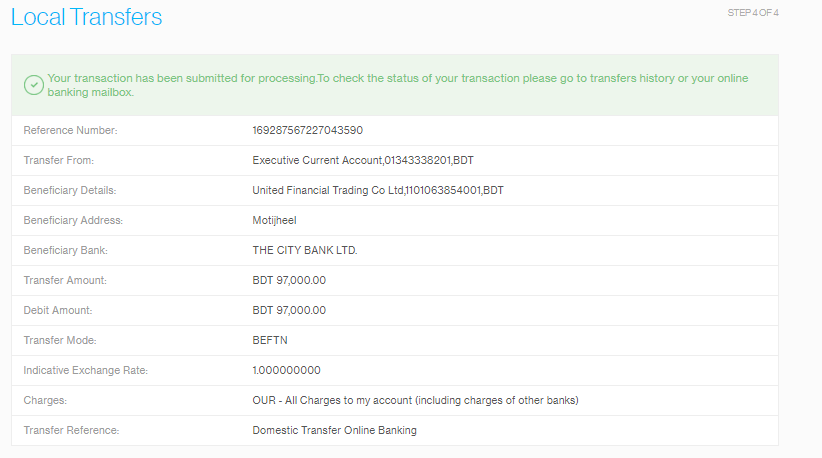 Local Transfers
STEP 4 OF 4
Your transaction has been submitted for processing.To check the status of your transaction please go to transfers history or your online
banking mailbox.
Reference Number: 169287567227043590
Transfer From: Executive Current Account,01343338201,BDT
Beneficiary Details: United Financial Trading Co Ltd,1101063854001,BDT
Beneficiary Address: Motijheel
Beneficiary Bank: THE CITY BANK LTD.
Transfer Amount: BDT 97,000.00
Debit Amount: BDT 97,000.00
Transfer Mode: BEFTN
Indicative Exchange Rate: 1.000000000
Charges: OUR - All Charges to my account (including charges of other banks)
Transfer Reference: Domestic Transfer Online Banking